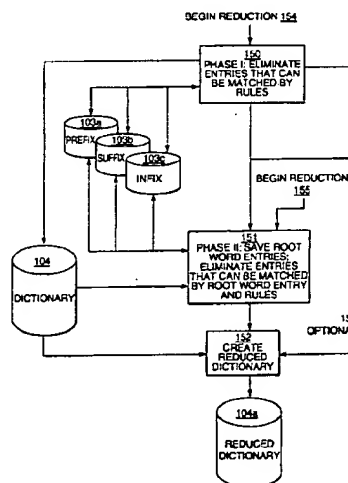 BEGIN REDUCTION 154
150
PHASE I: ELIMINATE
ENTRIES THAT CAN
BE MATCHED BY
RULES
103a
PREFIX
103b
SUFFIX
103c
INFIX
BEGIN REDUCTION
155
151
PHASE II: SAVE ROOT
WORD ENTRIES;
ELIMINATE ENTRIES
THAT CAN BE MATCHED
BY ROOT WORD ENTRY
AND RULES
104
DICTIONARY
15
OPTIONA
152
CREATE
REDUCED
DICTIONARY
104a
REDUCED
DICTIONARY